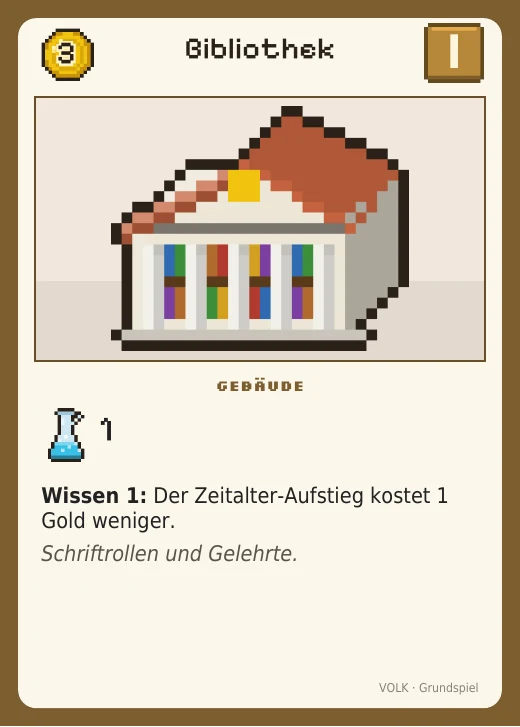 3
Bibliothek
I
GEBÄUDE
1
Wissen 1: Der Zeitalter-Aufstieg kostet 1
Gold weniger.
Schriftrollen und Gelehrte.
VOLK · Grundspiel